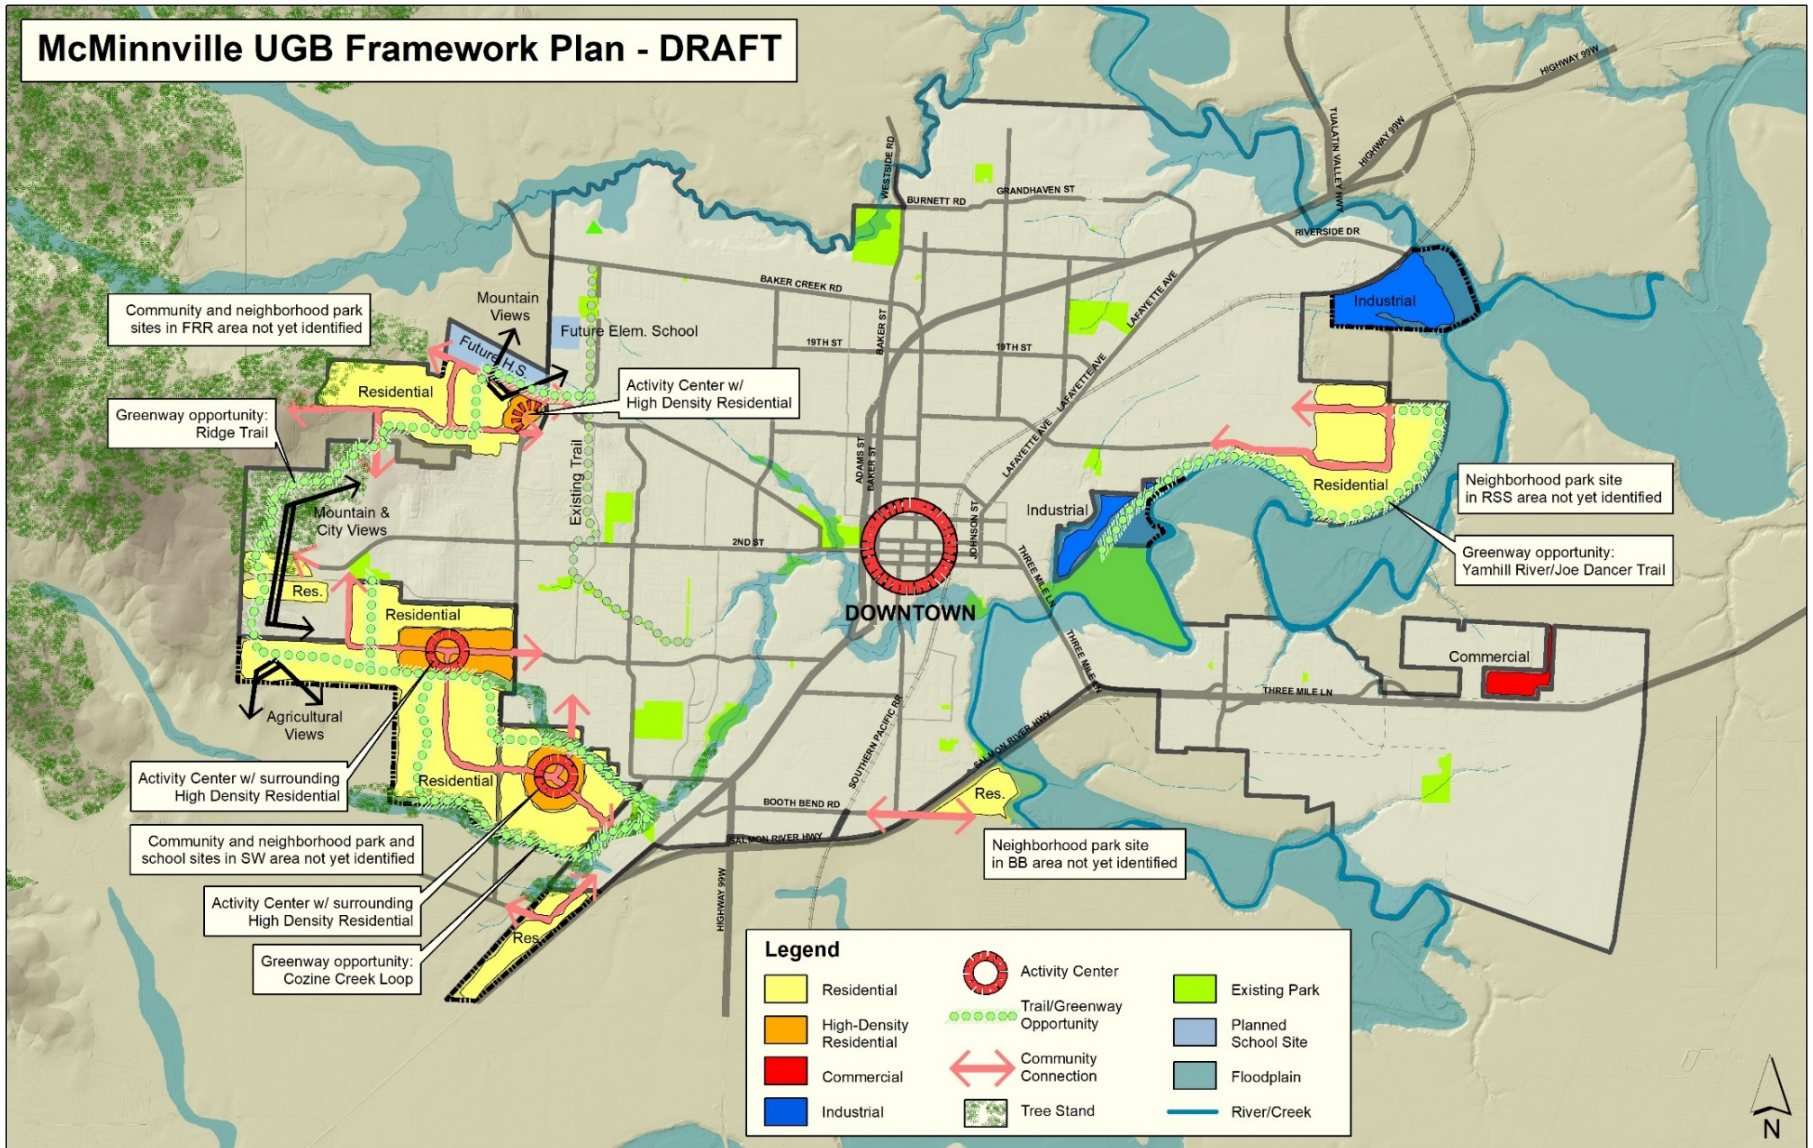 McMinnville UGB Framework Plan - DRAFT
HIGHWAY 99W
TUALATIN VALLEY HWY
HIGHWAY 99W
WESTSIDE RD
BURNETT RD
GRANDHAVEN ST
RIVERSIDE DR
BAKER CREEK RD
LAFAYETTE AVE
Industrial
Community and neighborhood park
sites in FRR area not yet identified
Mountain
Views
Future Elem. School
Future H.S.
BAKER ST
19TH ST
19TH ST
LAFAYETTE AVE
Residential
Activity Center w/
High Density Residential
Greenway opportunity:
Ridge Trail
Existing Trail
ADAMS ST
BAKER ST
LAFAYETTE AVE
Residential
Neighborhood park site
in RSS area not yet identified
Mountain &
City Views
Industrial
JOHNSON ST
2ND ST
THREE MILE LN
Greenway opportunity:
Yamhill River/Joe Dancer Trail
Res.
Residential
DOWNTOWN
THREE MILE LN
Commercial
THREE MILE LN
Agricultural
Views
SOUTHERN PACIFIC RR
SALMON RIVER HWY
Activity Center w/ surrounding
High Density Residential
Residential
Res.
BOOTH BEND RD
SALMON RIVER HWY
Community and neighborhood park and
school sites in SW area not yet identified
Neighborhood park site
in BB area not yet identified
HIGHWAY 99W
Activity Center w/ surrounding
High Density Residential
Res.
Greenway opportunity:
Cozine Creek Loop
Legend
Residential
High-Density
Residential
Commercial
Industrial
Activity Center
Trail/Greenway
Opportunity
Community
Connection
Tree Stand
Existing Park
Planned
School Site
Floodplain
River/Creek
N